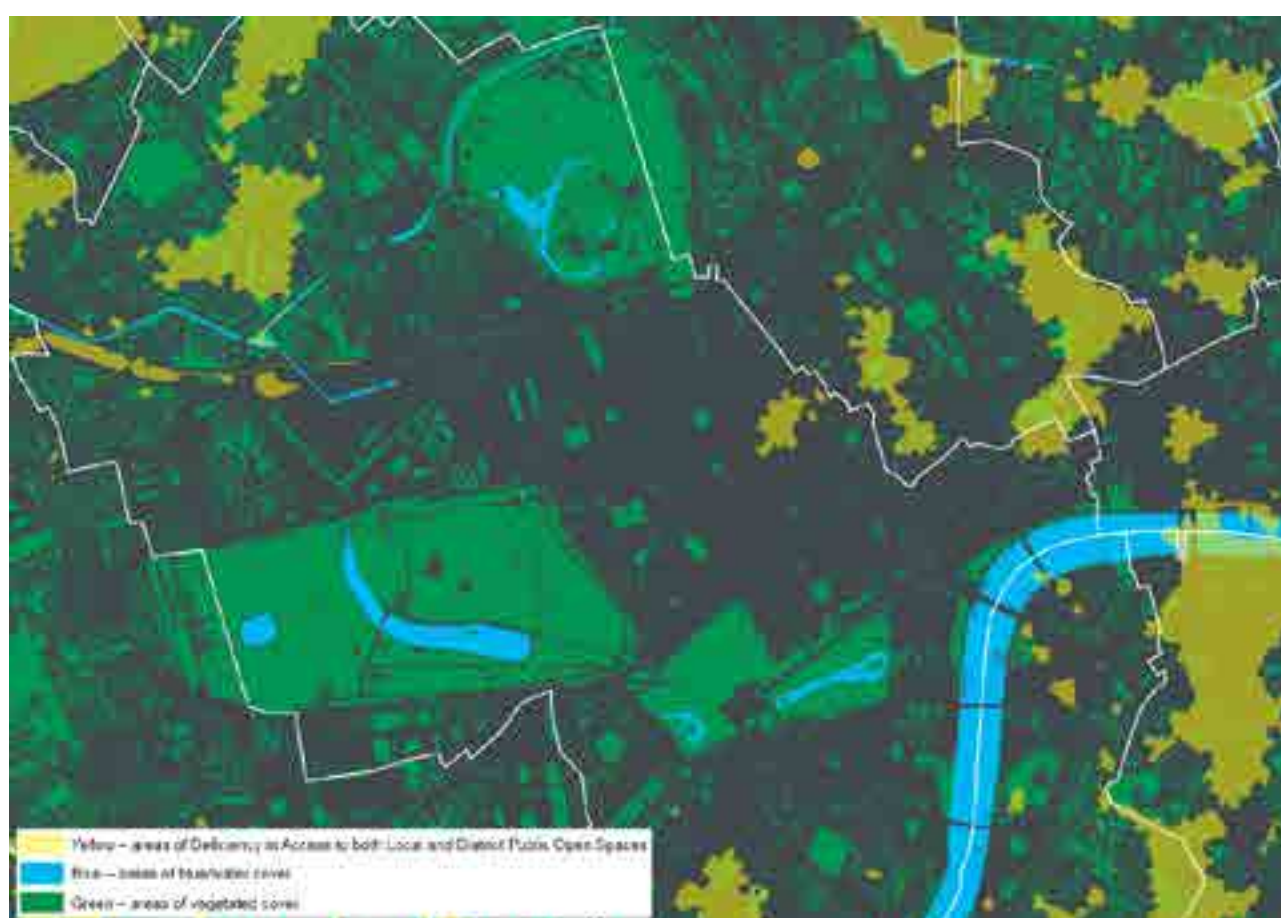 Yellow – areas of Deficiency in Access to both Local and District Public Open Spaces
Blue – areas of blue/water cover
Green – areas of vegetated cover